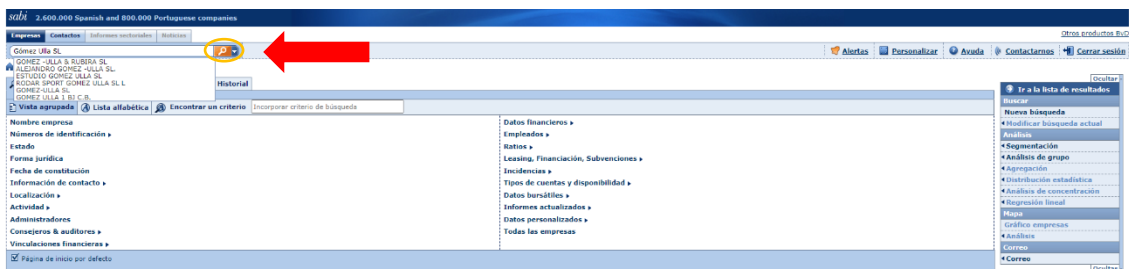 sabi 2.600.000 Spanish and 800.000 Portuguese companies
Empresas Contactos Informes sectoriales Noticias
Otros productos BvD
Gómez Ulla SL
Alertas Personalizar Ayuda Contactarnos Cerrar sesión
GOMEZ -ULLA & RUBIRA SL
ALEJANDRO GOMEZ -ULLA SL.
ESTUDIO GOMEZ ULLA SL
RODAR SPORT GOMEZ ULLA SL L
GOMEZ-ULLA SL
GOMEZ ULLA 1 BJ C.B.
Historial
Ocultar
Ir a la lista de resultados
Vista agrupada Lista alfabética Encontrar un criterio Incorporar criterio de búsqueda
Nombre empresa
Números de identificación
Estado
Forma jurídica
Fecha de constitución
Información de contacto
Localización
Actividad
Administradores
Consejeros & auditores
Vinculaciones financieras
Datos financieros
Empleados
Ratios
Leasing, Financiación, Subvenciones
Incidencias
Tipos de cuentas y disponibilidad
Datos bursátiles
Informes actualizados
Datos personalizados
Todas las empresas
Buscar
Nueva búsqueda
Modificar búsqueda actual
Análisis
Segmentación
Análisis de grupo
Agregación
Distribución estadística
Análisis de concentración
Regresión lineal
Mapa
Gráfico empresas
Análisis
Correo
Correo
Ocultar
Página de inicio por defecto